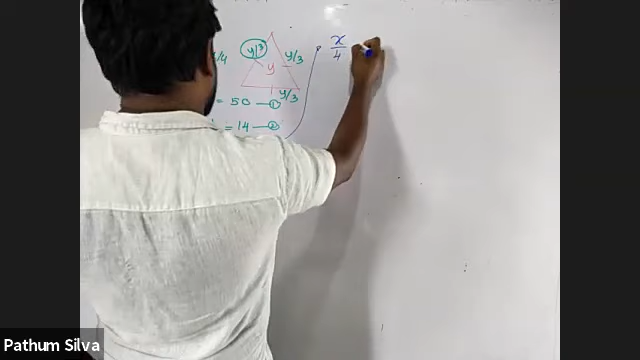 x/4
y/3
y
y/3
y/3
= 50 — ①
= 14 — ②
x/4
Pathum Silva